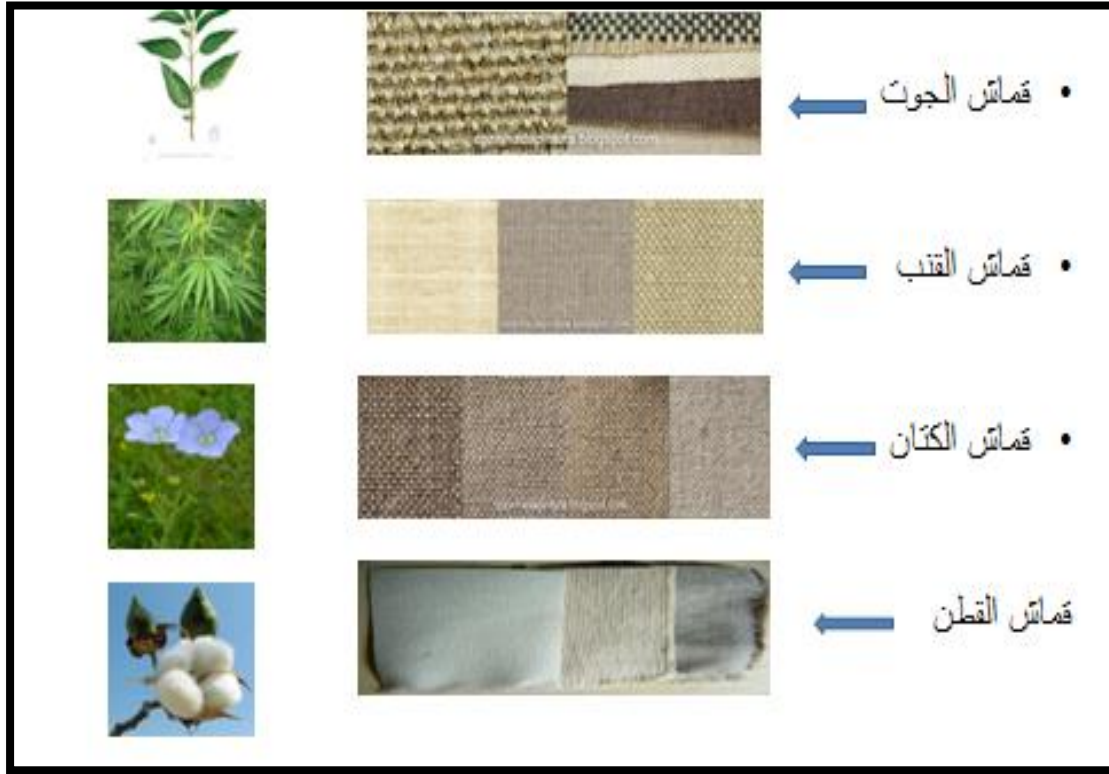 • قماش الجوت
• قماش القنب
• قماش الكتان
قماش القطن